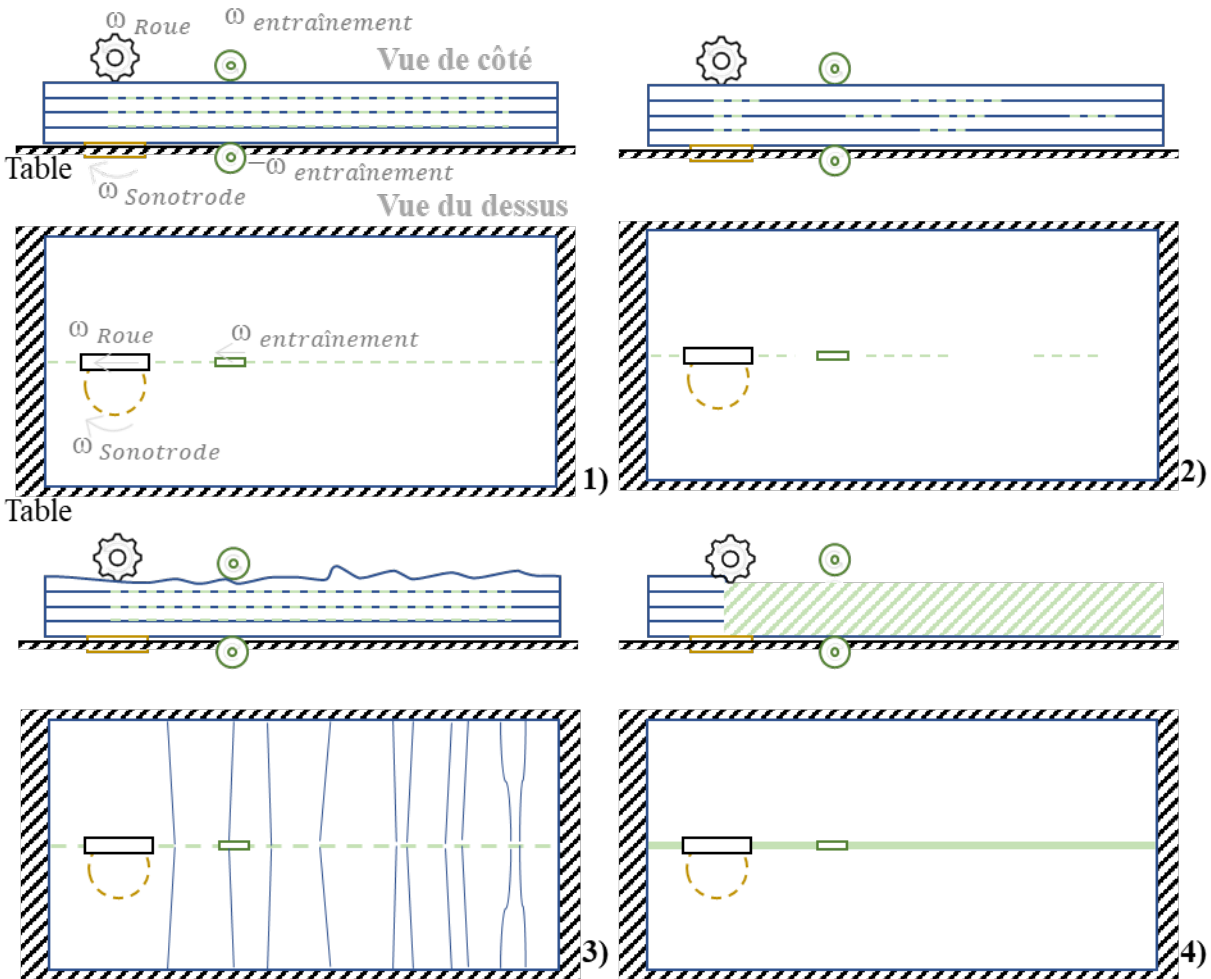 ω Roue
ω entraînement
Vue de côté
Table
–ω entraînement
ω Sonotrode
Vue du dessus
ω Roue
ω entraînement
ω Sonotrode
1)
2)
Table
3)
4)